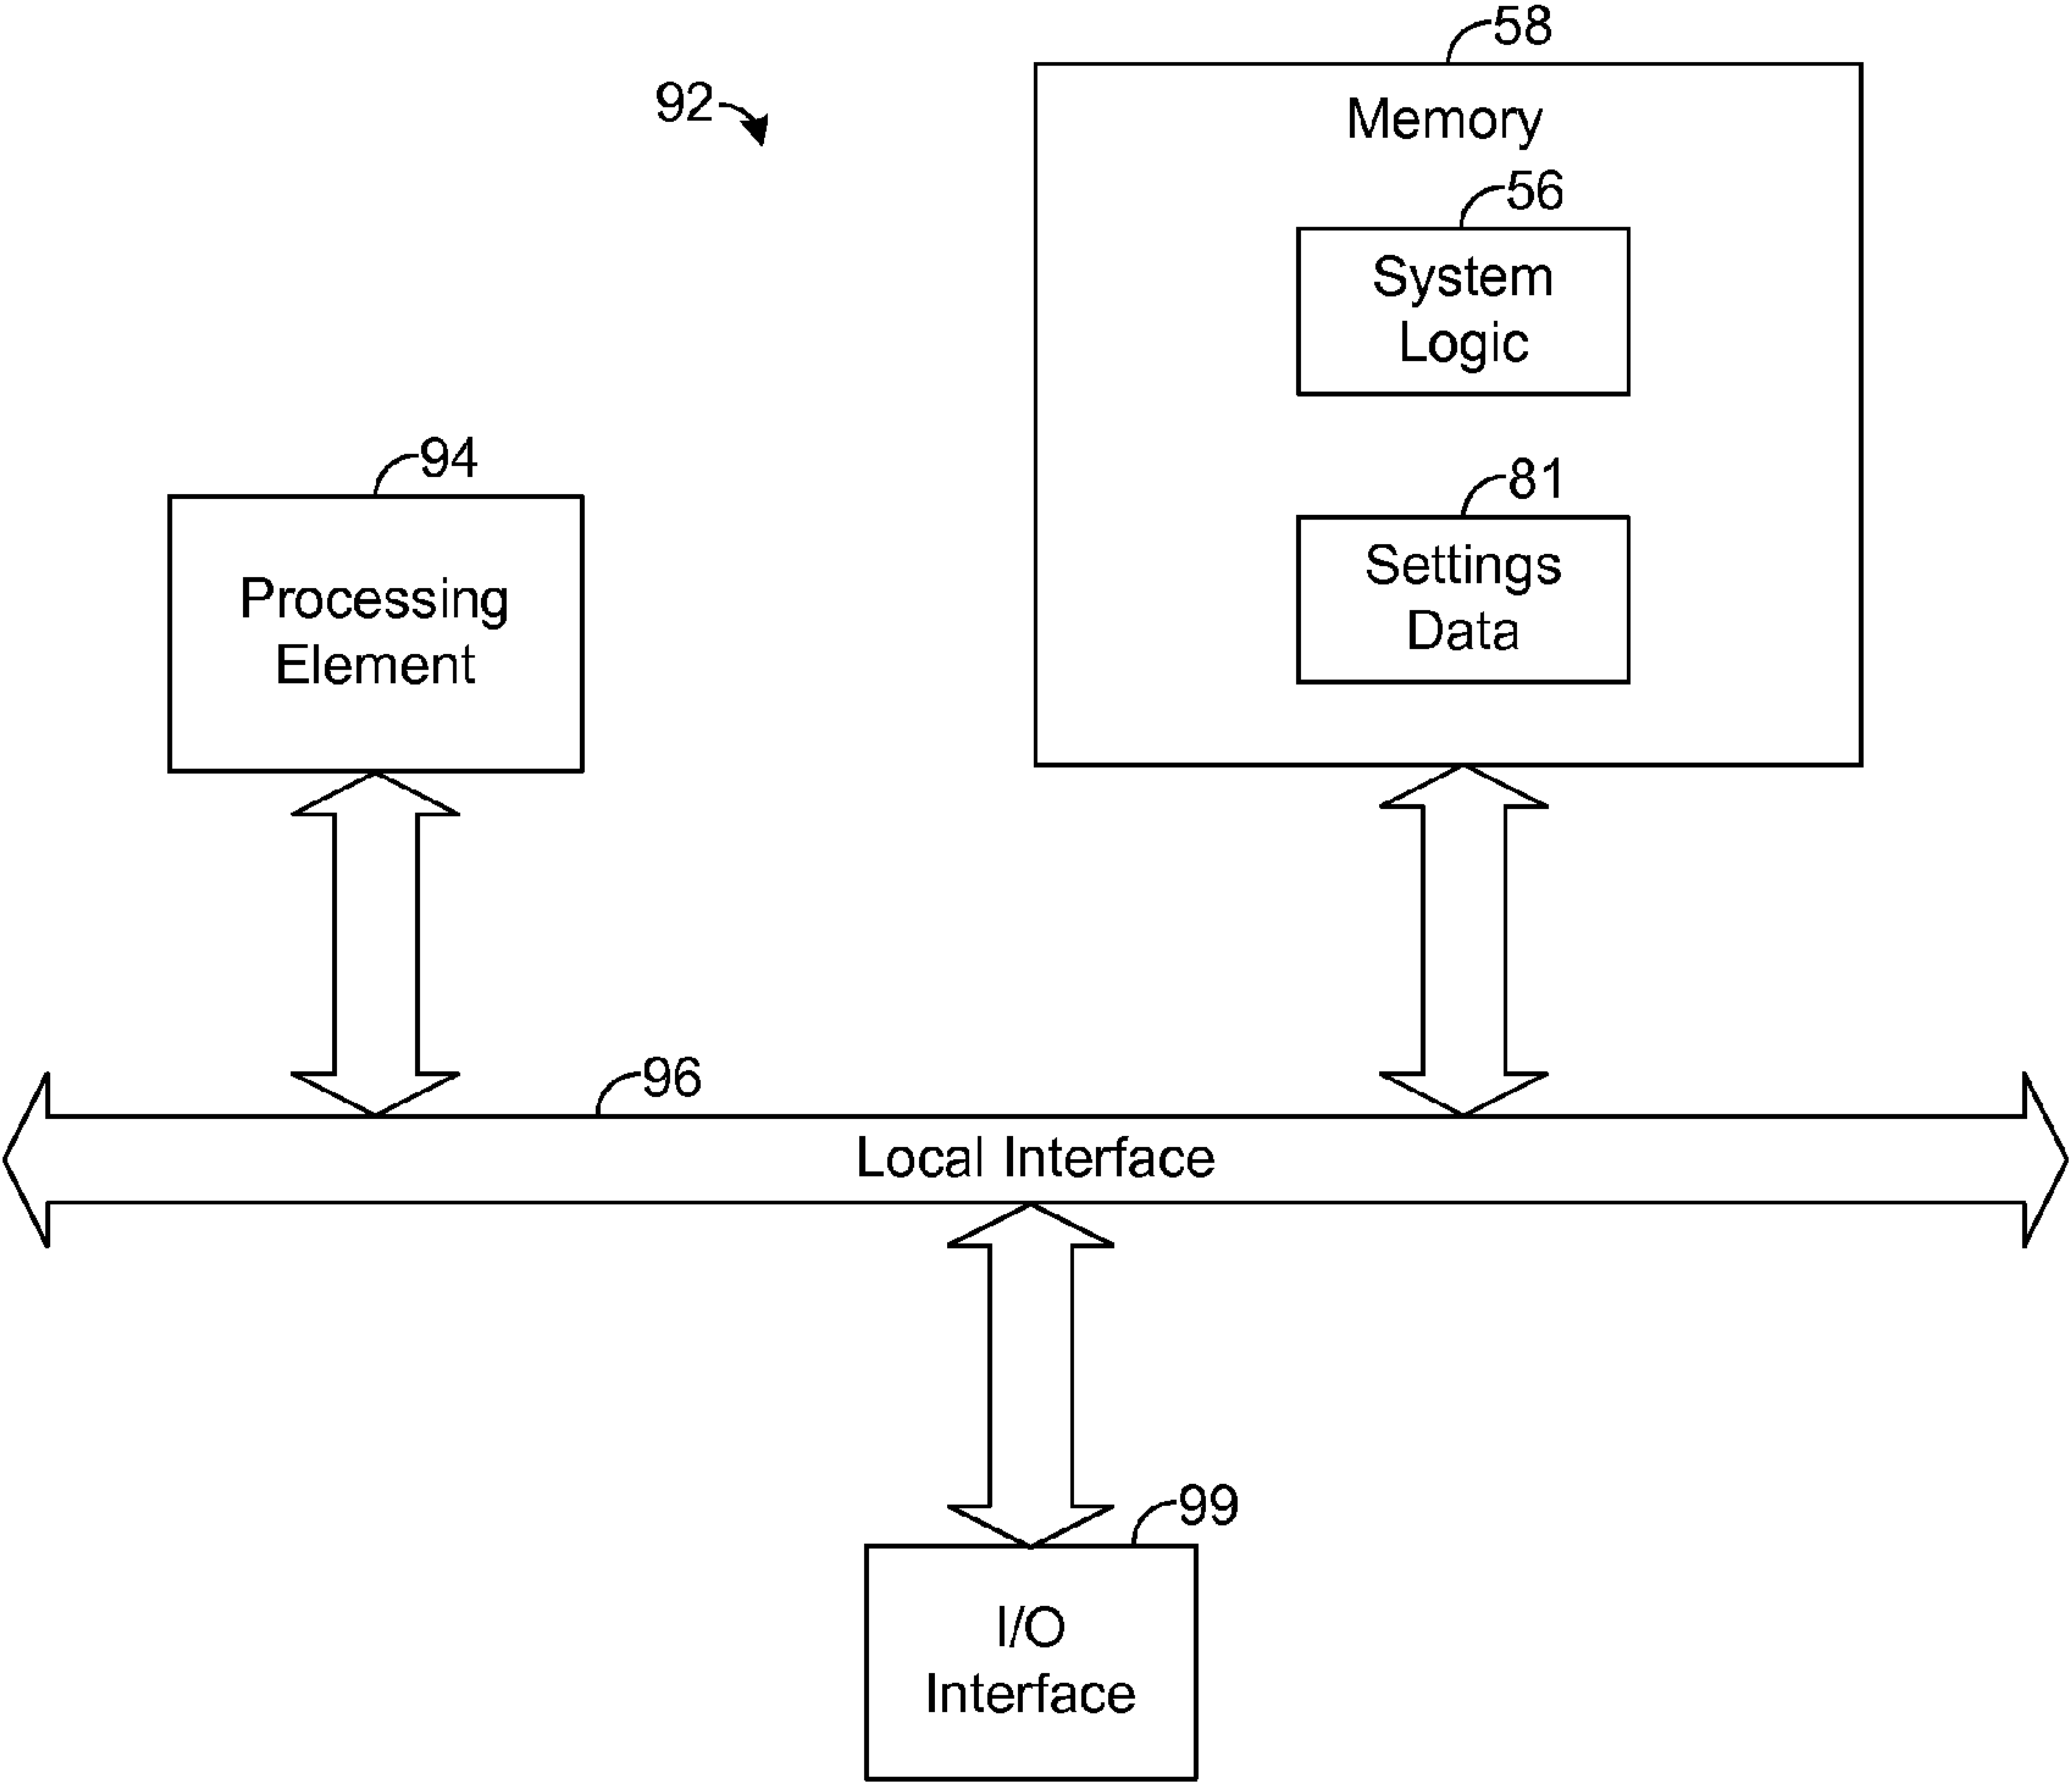 58
92
Memory
56
System
Logic
94
81
Settings
Data
Processing
Element
96
Local Interface
99
I/O
Interface